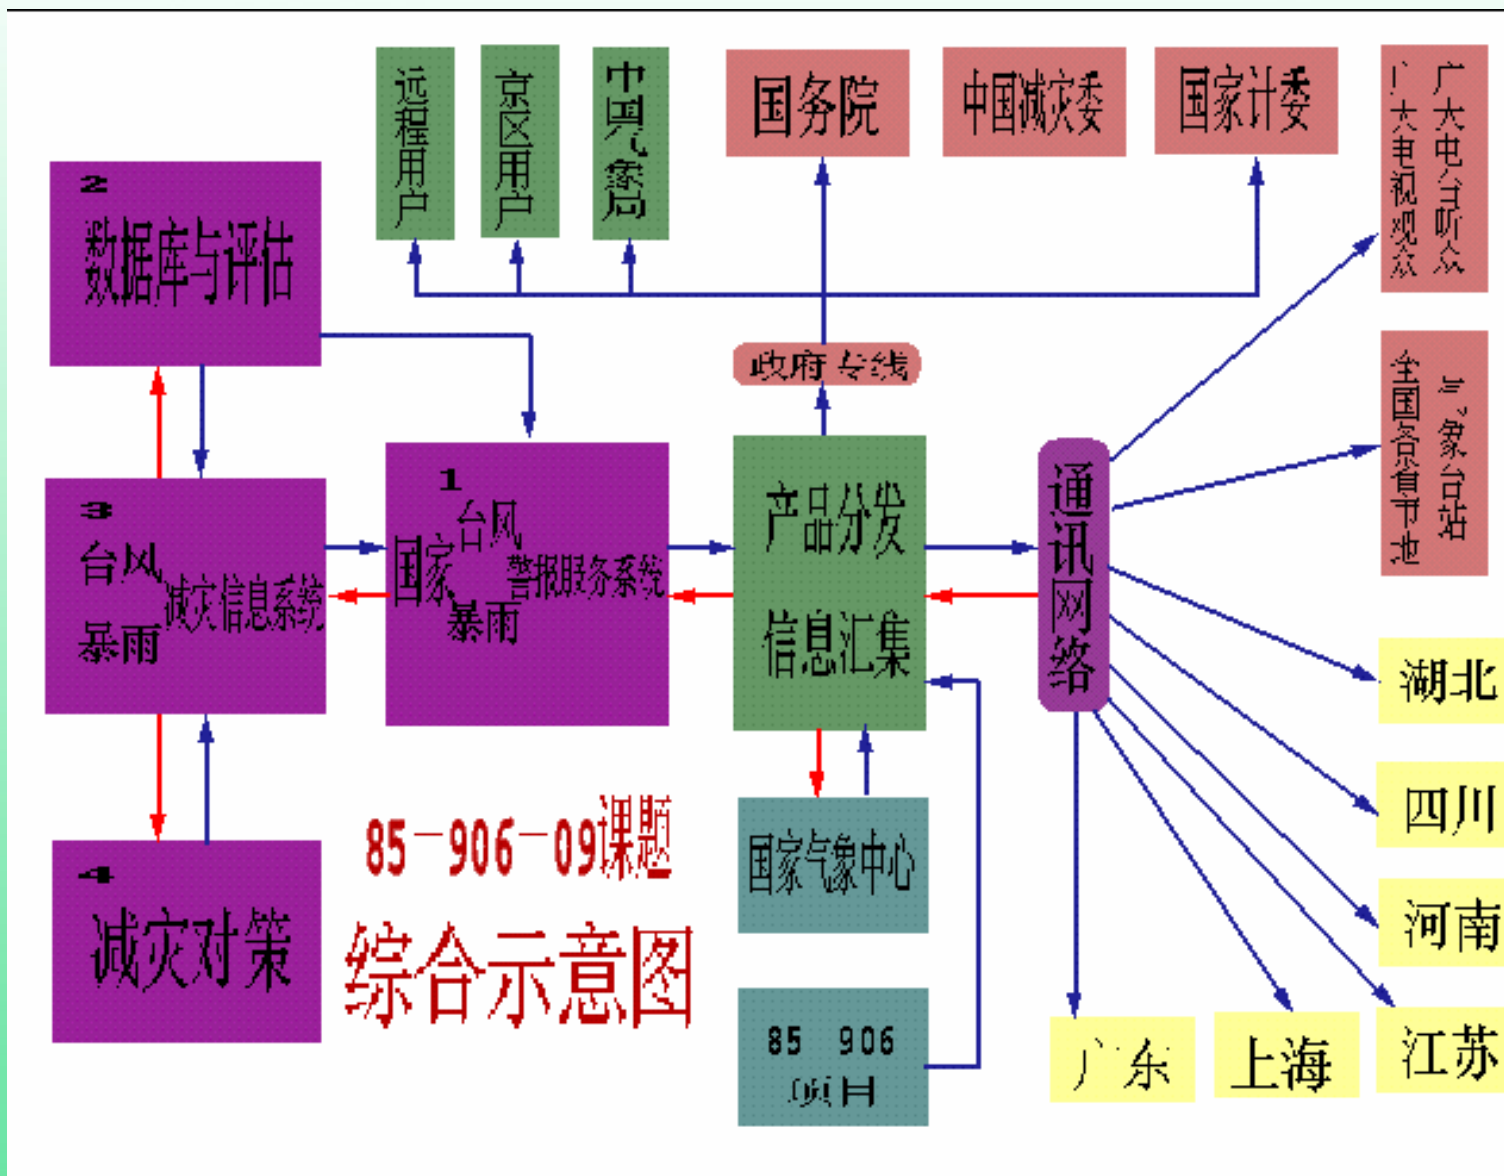 远程用户
京区用户
中国气象局
国务院
中国减灾委
国家计委
广大电视观众
广大电台听众
2
数据库与评估
政府专线
全国各省市地
气象台站
3
台风
暴雨
减灾信息系统
1
国家
台风
暴雨
警报服务系统
产品分发
信息汇集
通讯网络
湖北
四川
河南
江苏
上海
广东
国家气象中心
85 906
项目
4
减灾对策
85-906-09课题
综合示意图